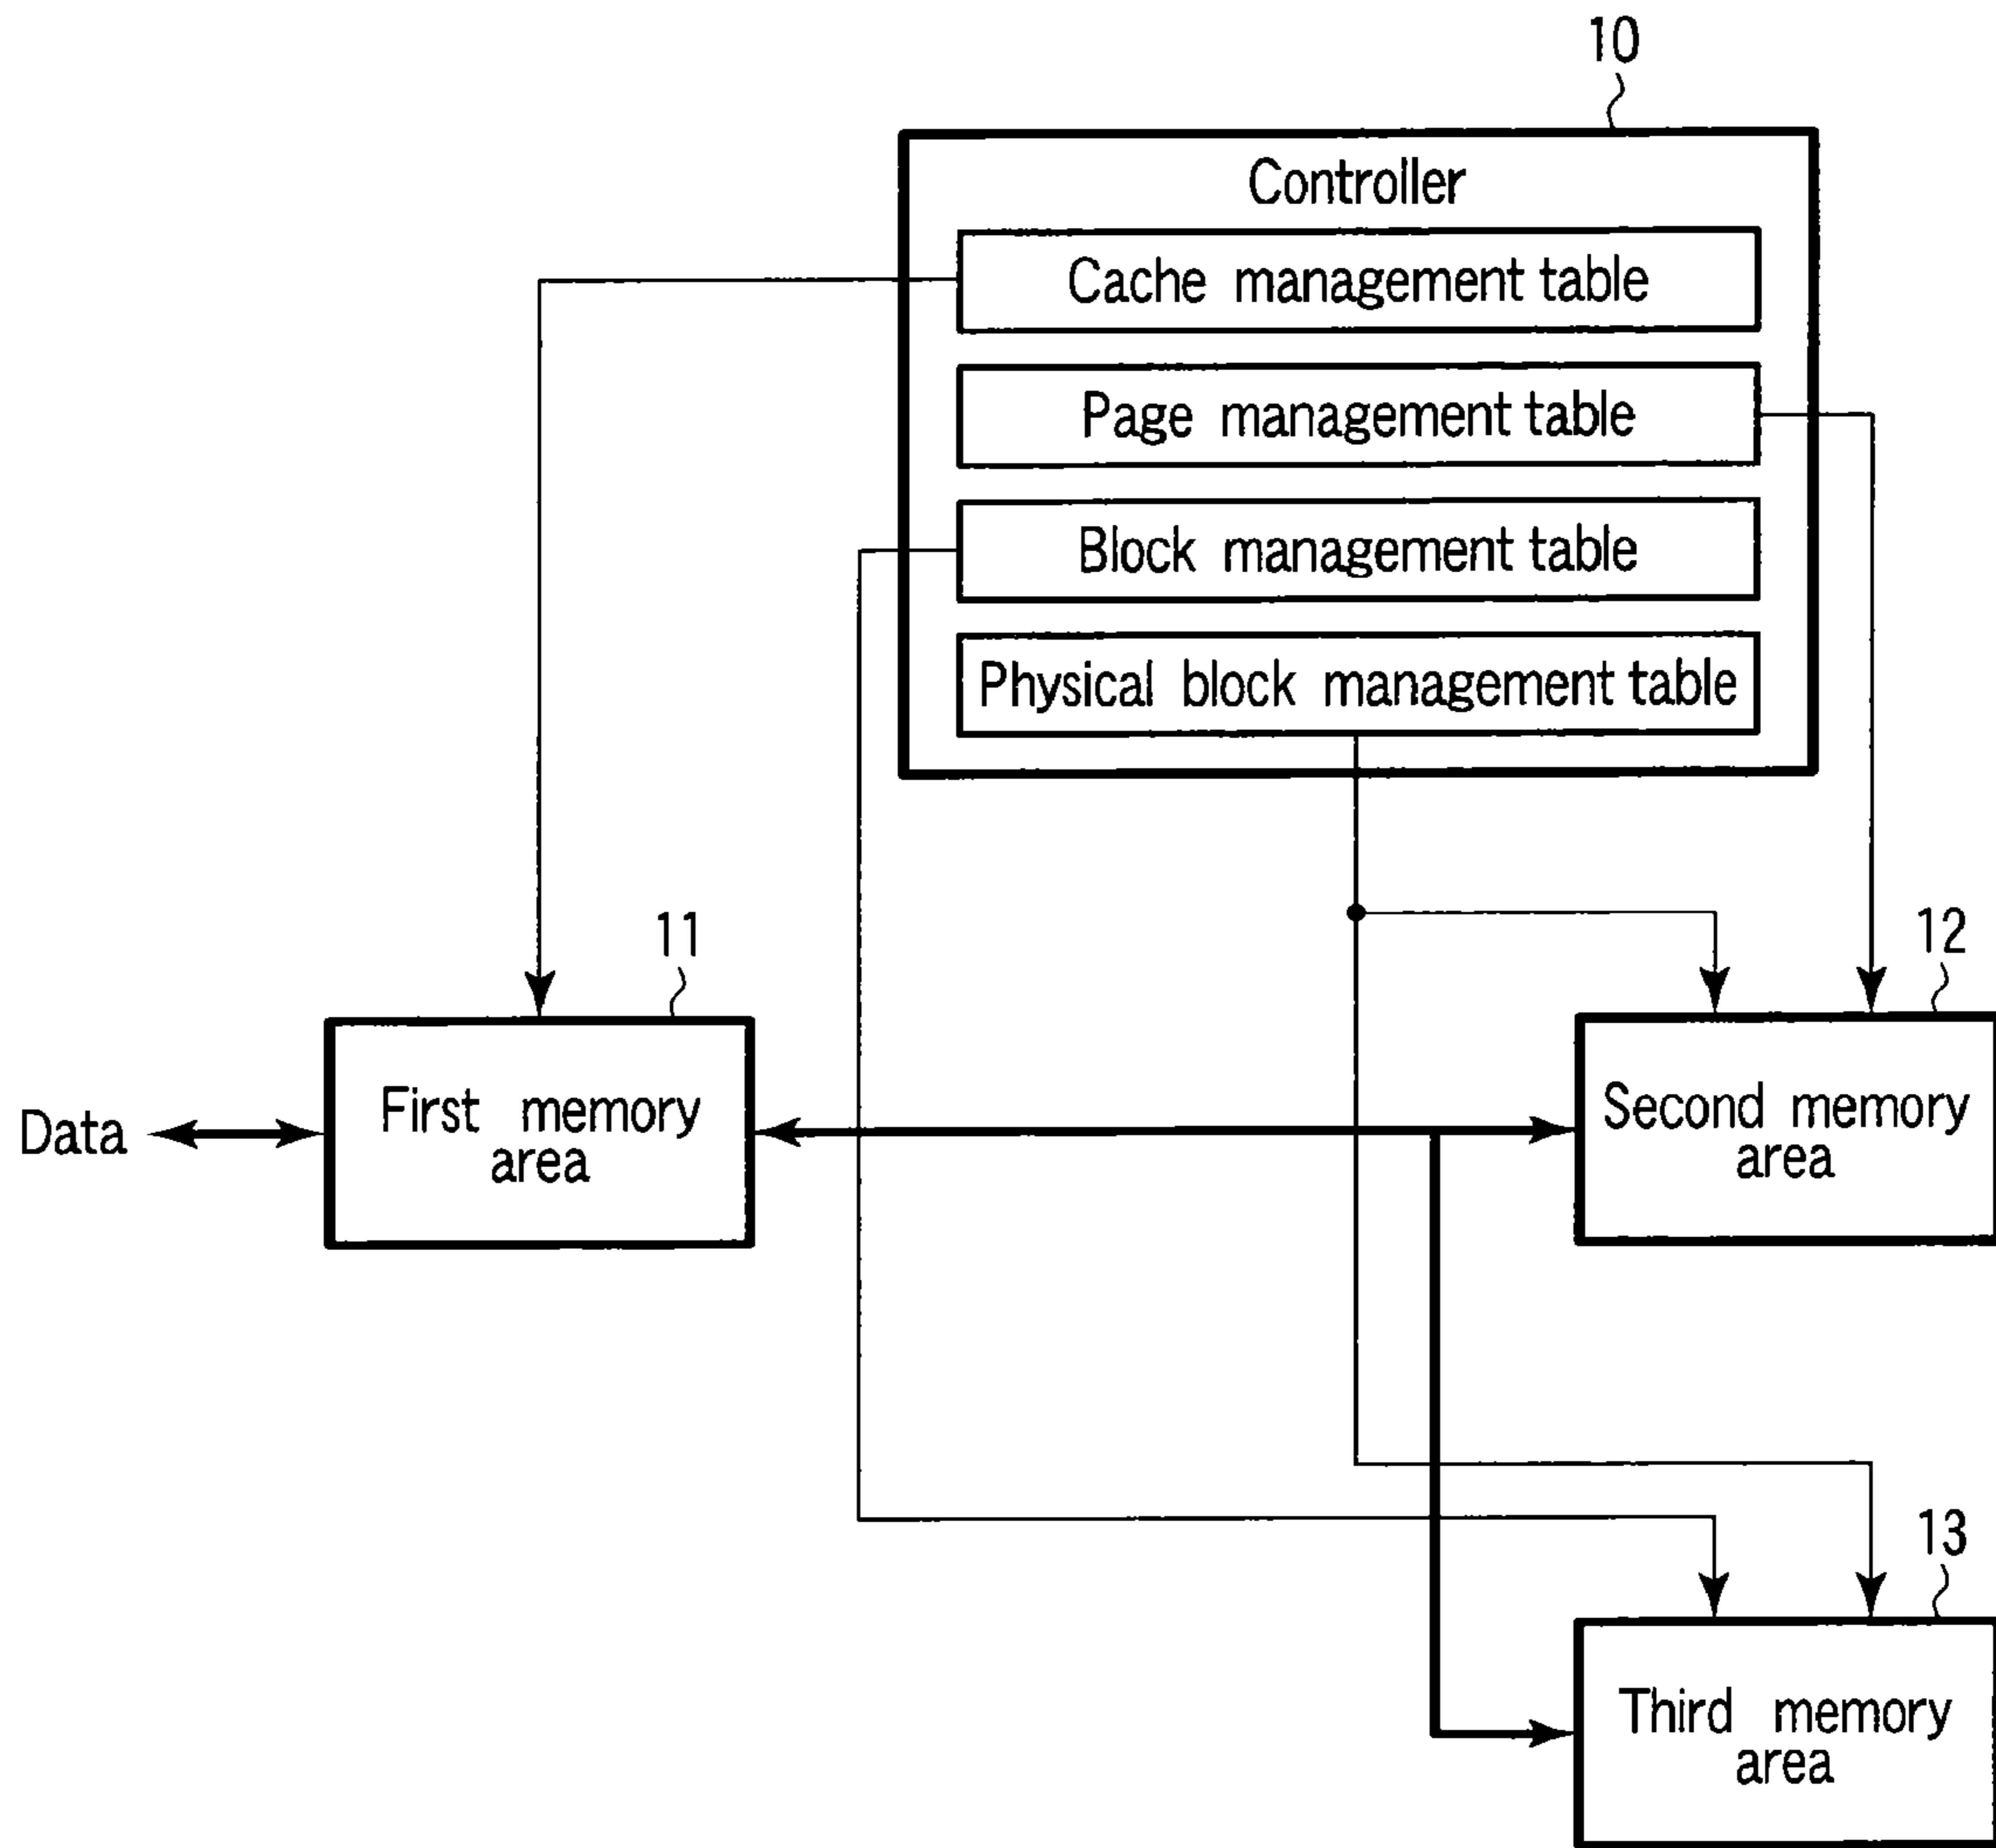 10
Controller
Cache management table
Page management table
Block management table
Physical block management table
11
12
Data
First memory
area
Second memory
area
13
Third memory
area